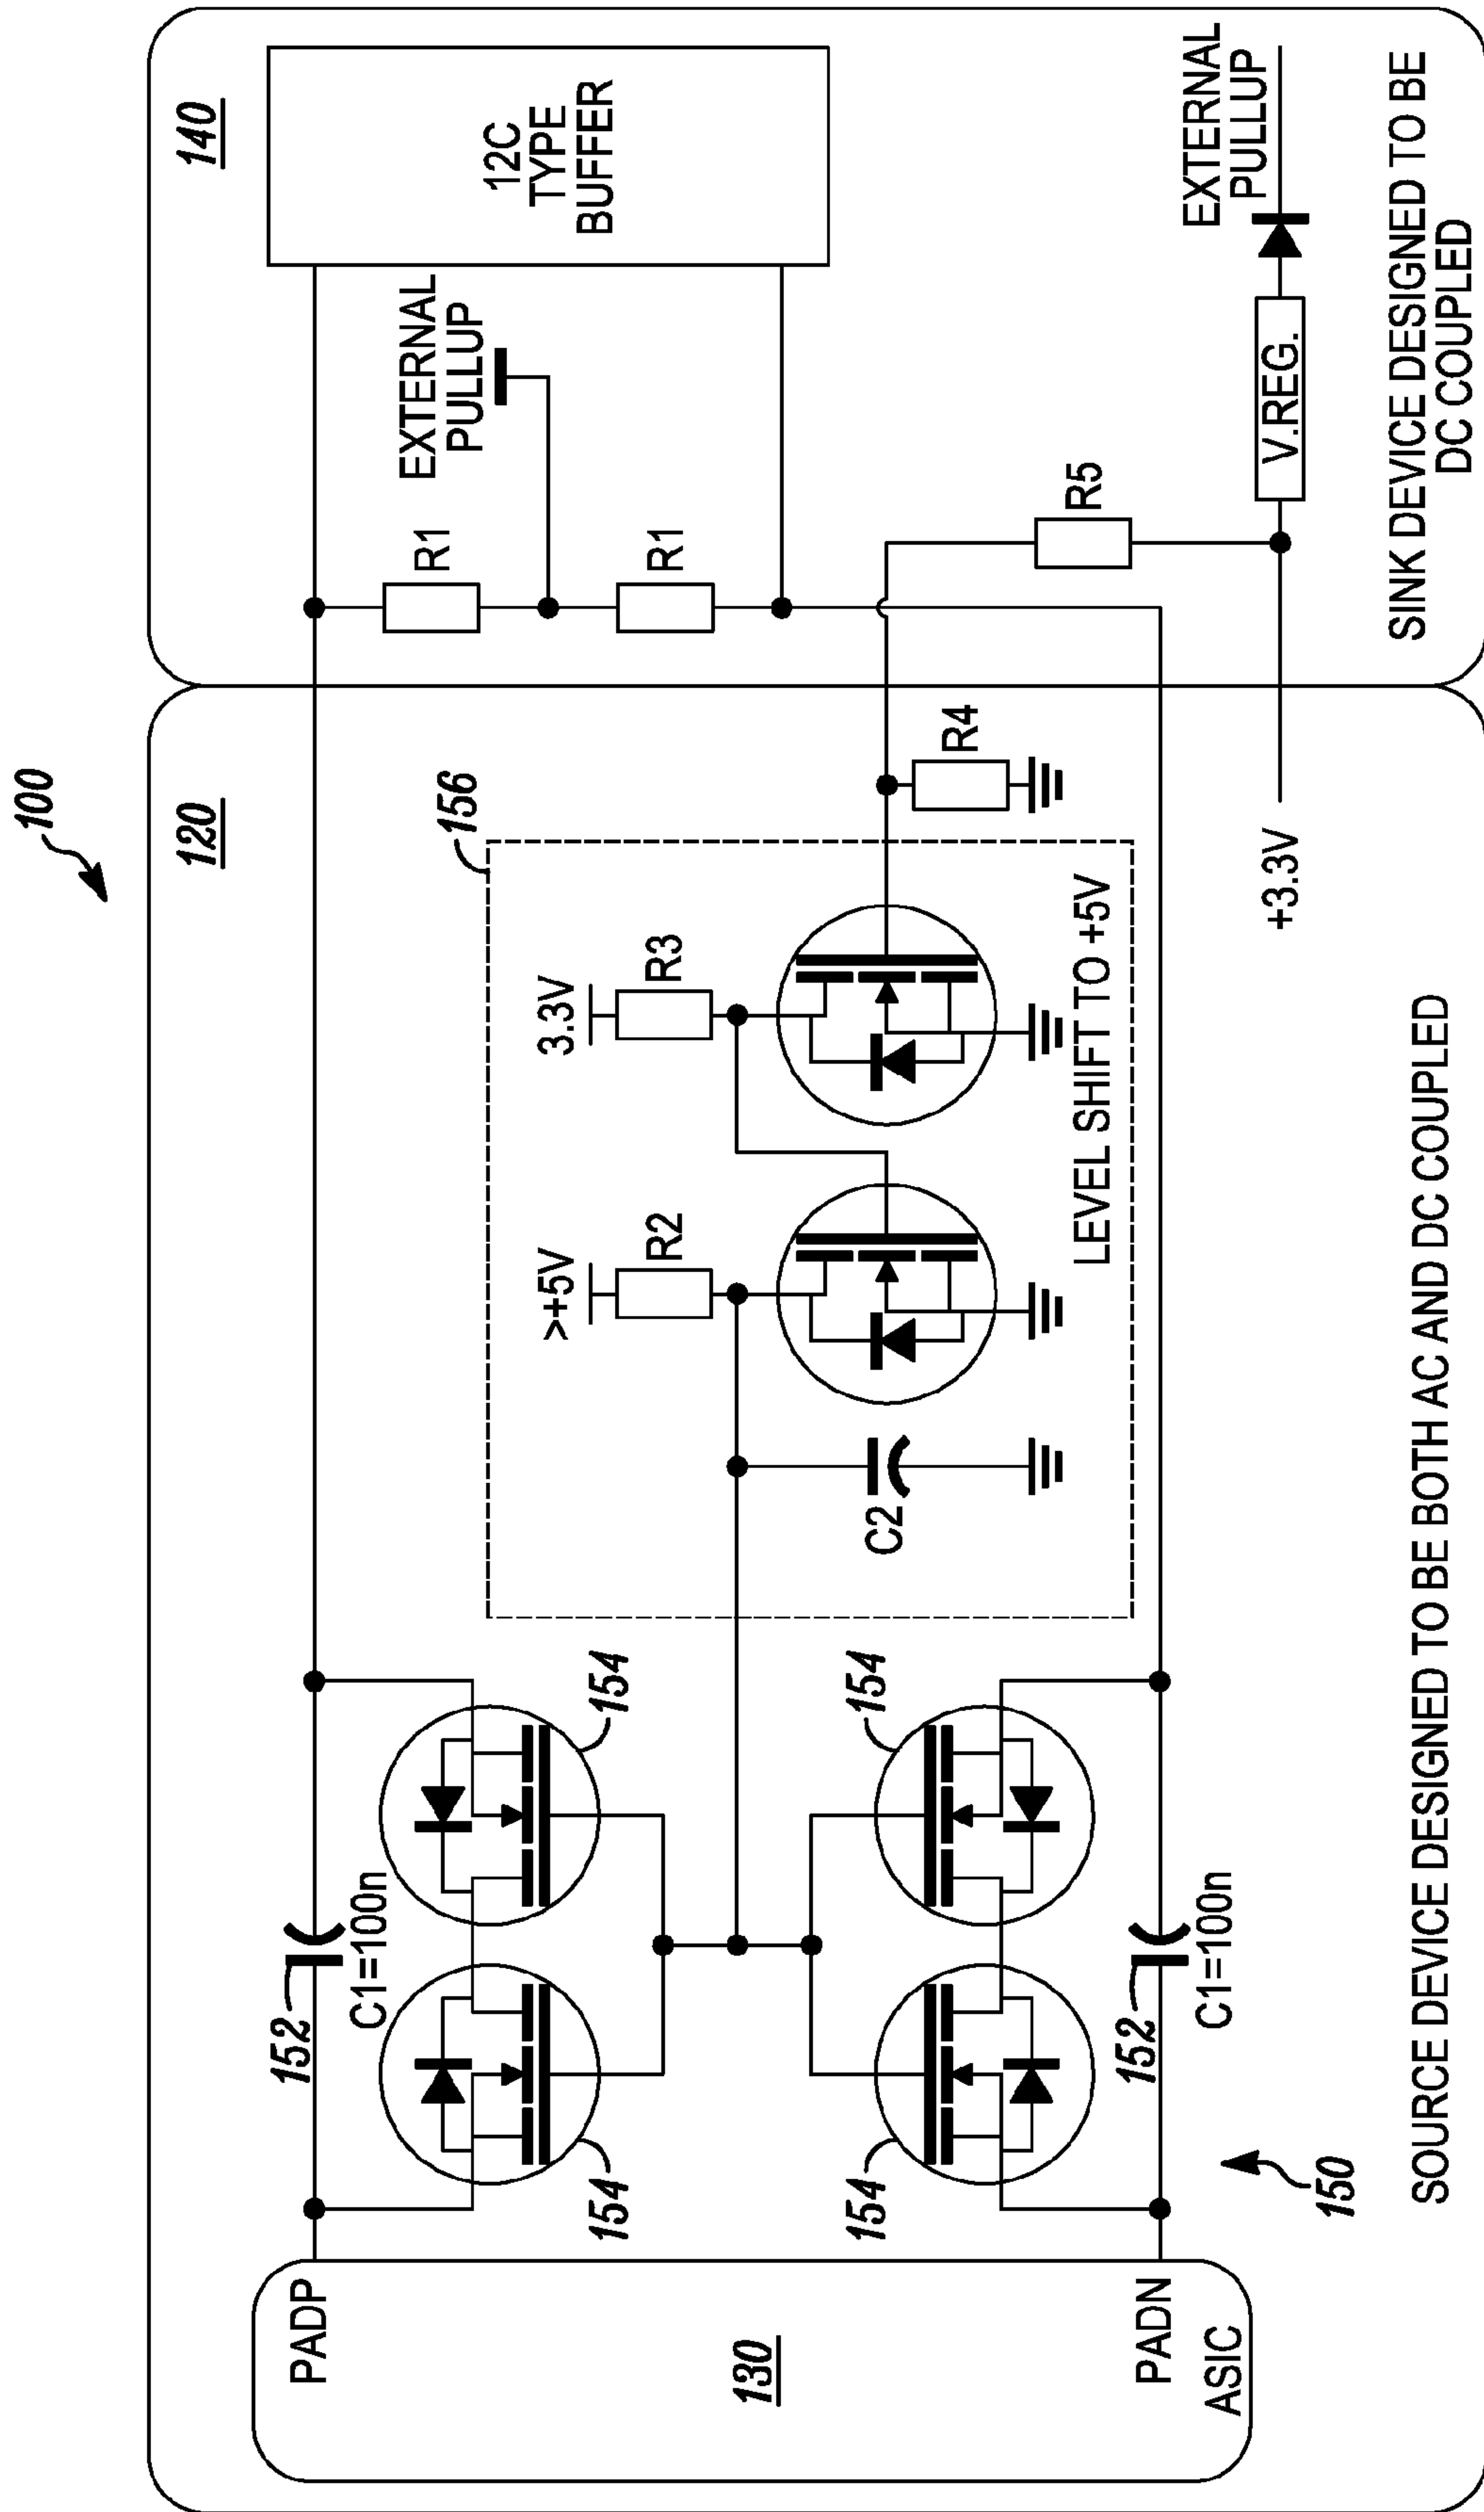 100
120
140
156
12C
TYPE
BUFFER
EXTERNAL
PULLUP
R1
R1
EXTERNAL
PULLUP
V.REG.
R5
R4
+3.3V
SINK DEVICE DESIGNED TO BE
DC COUPLED
3.3V
R3
>+5V
R2
C2
LEVEL SHIFT TO +5V
152
C1=100n
154
154
154
154
152
C1=100n
150
PADP
130
PADN
ASIC
SOURCE DEVICE DESIGNED TO BE BOTH AC AND DC COUPLED